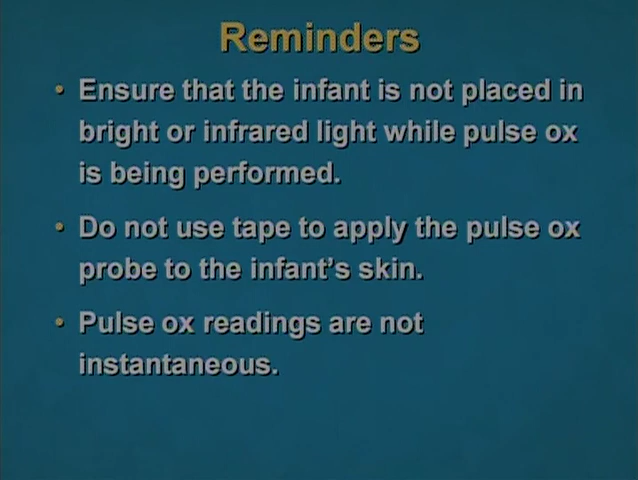 Reminders
• Ensure that the infant is not placed in
bright or infrared light while pulse ox
is being performed.
• Do not use tape to apply the pulse ox
probe to the infant’s skin.
• Pulse ox readings are not
instantaneous.